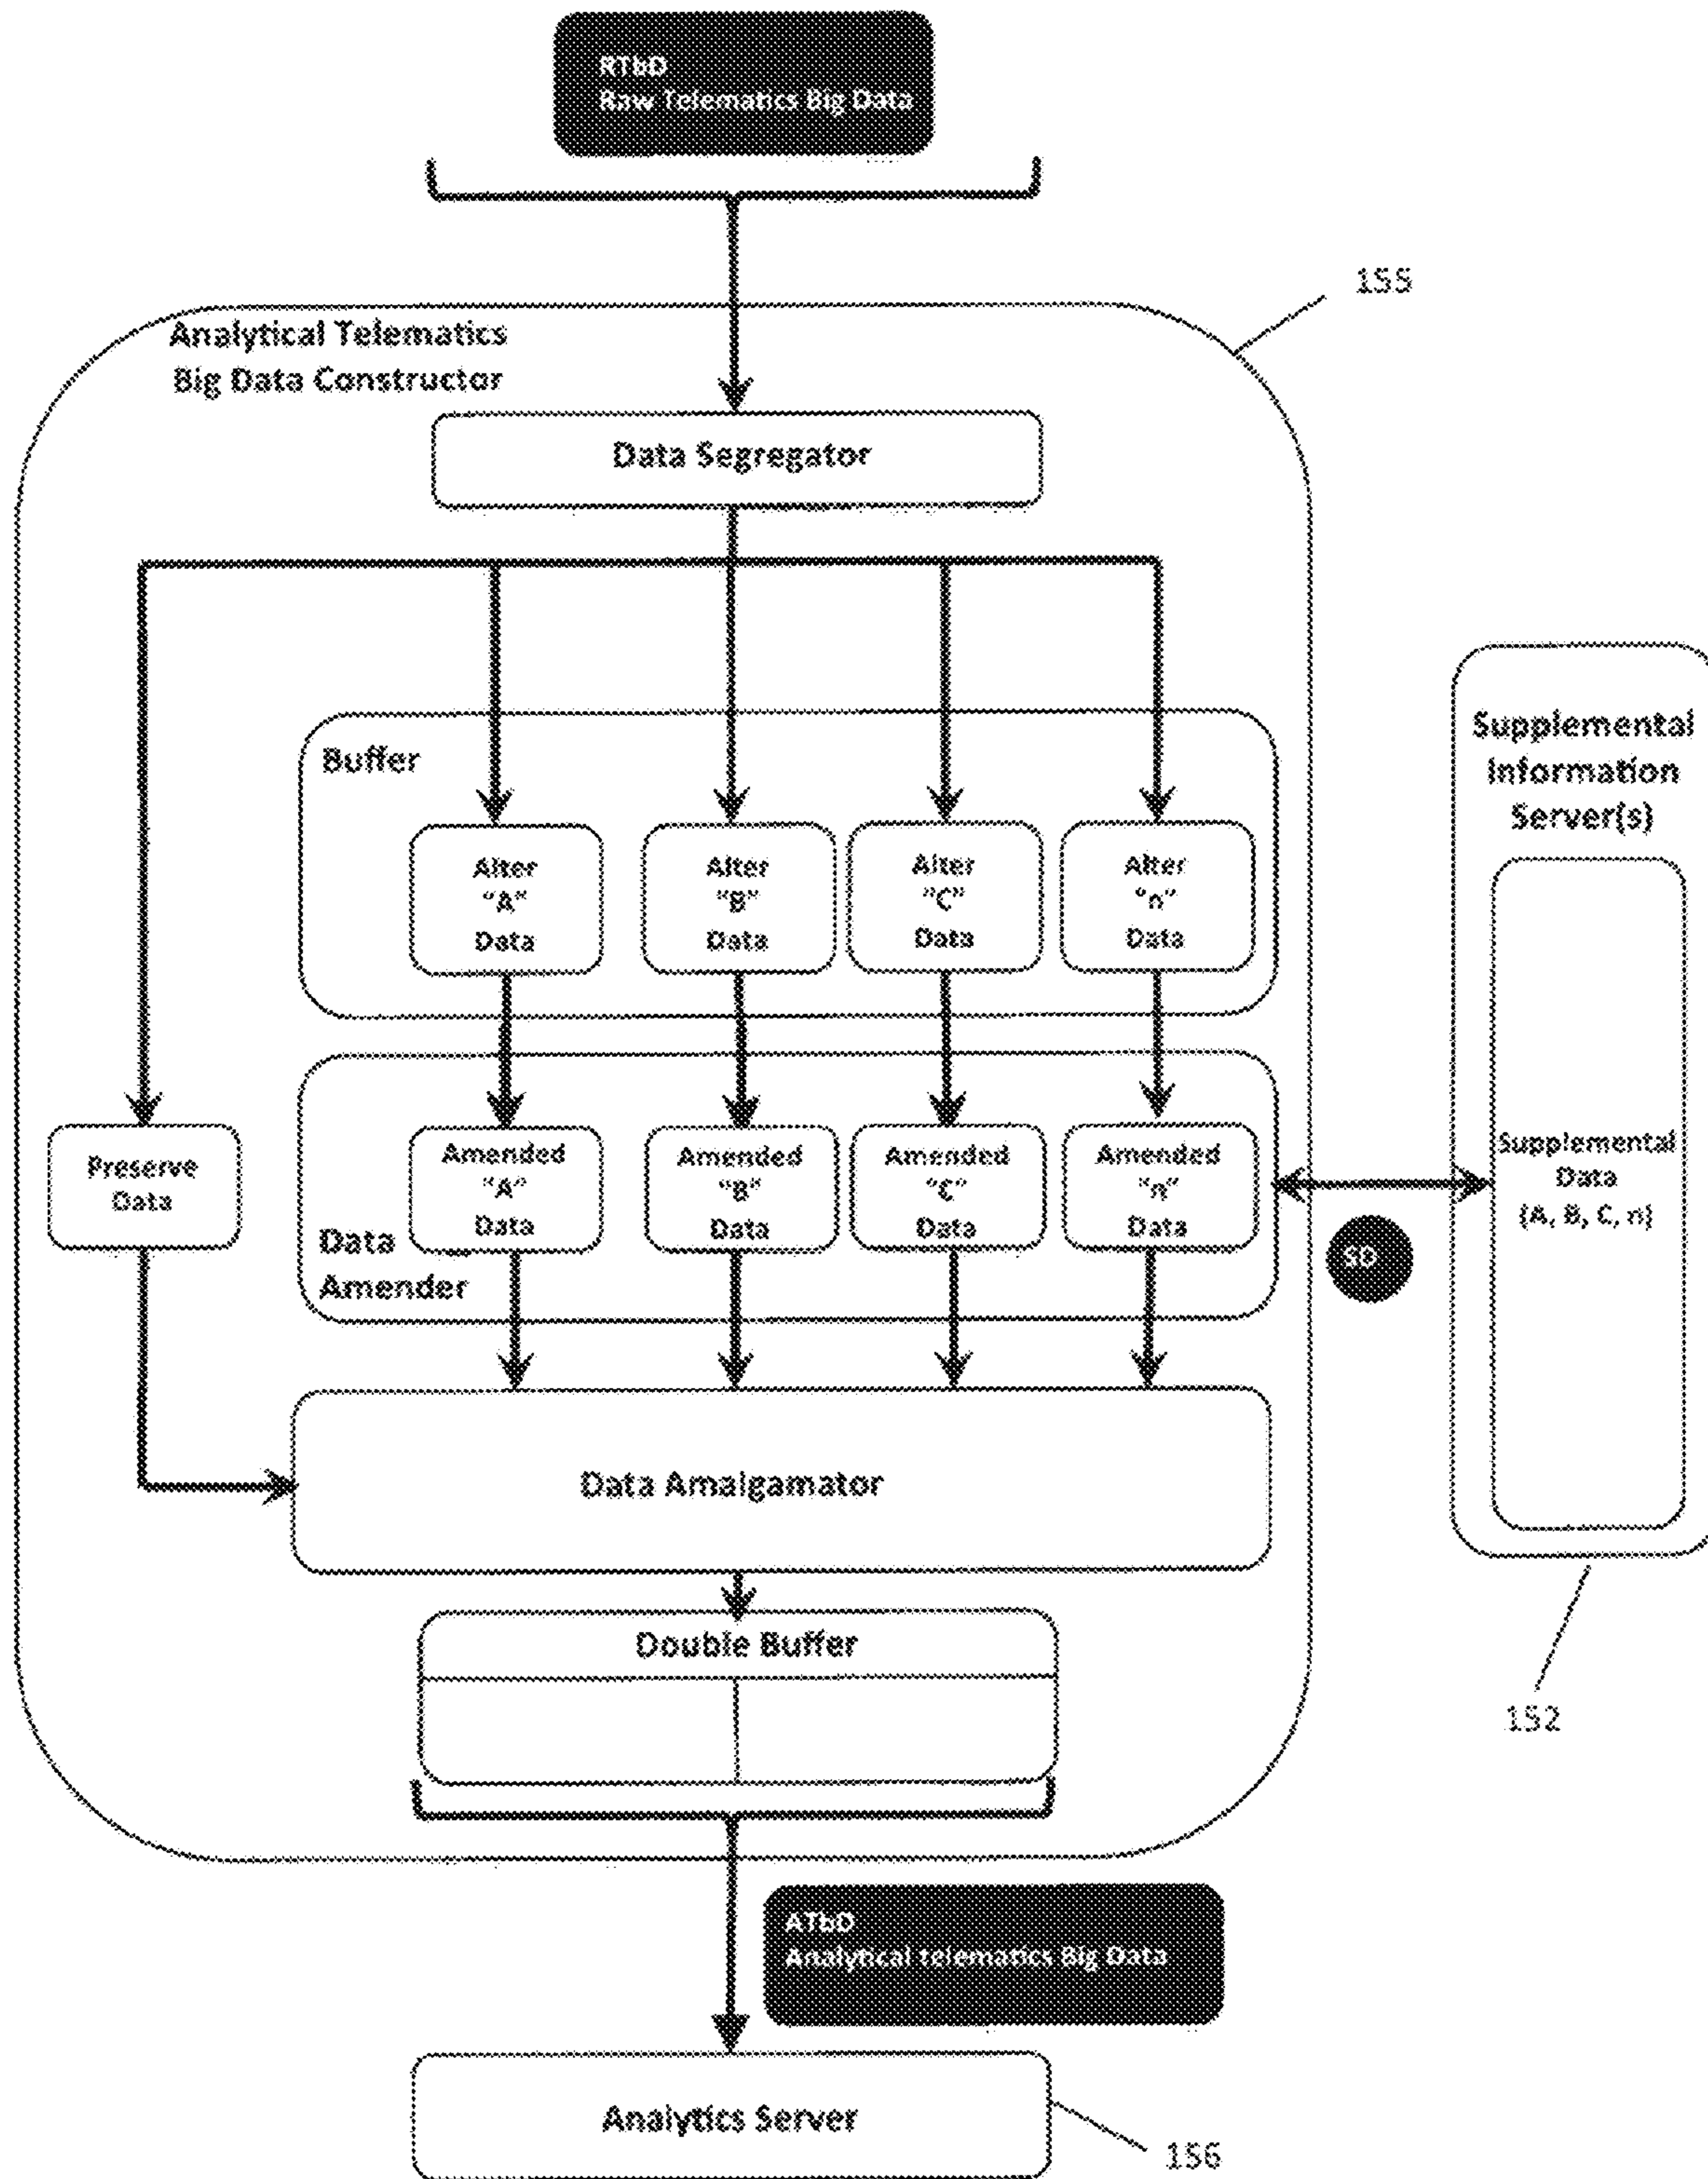 RTbD
Raw Telematics Big Data
155
Analytical Telematics
Big Data Constructor
Data Segregator
Buffer
Alter
"A"
Data
Alter
"B"
Data
Alter
"C"
Data
Alter
"n"
Data
Supplemental
Information
Server(s)
Preserve
Data
Amended
"A"
Data
Amended
"B"
Data
Amended
"C"
Data
Amended
"n"
Data
Data
Amender
Supplemental
Data
(A, B, C, n)
SD
Data Amalgamator
Double Buffer
152
ATbD
Analytical telematics Big Data
Analytics Server
156